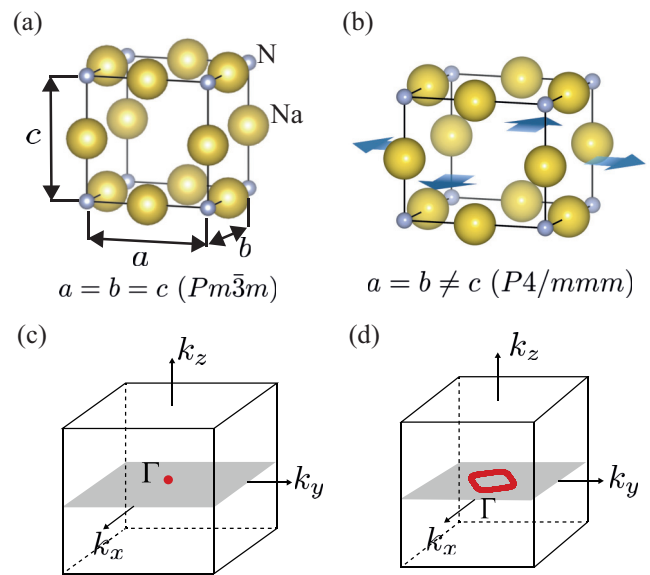 (a)
N
Na
c
a
b
a = b = c (Pm3̄m)
(b)
a = b ≠ c (P4/mmm)
(c)
k_z
Γ
k_y
k_x
(d)
k_z
k_y
Γ
k_x